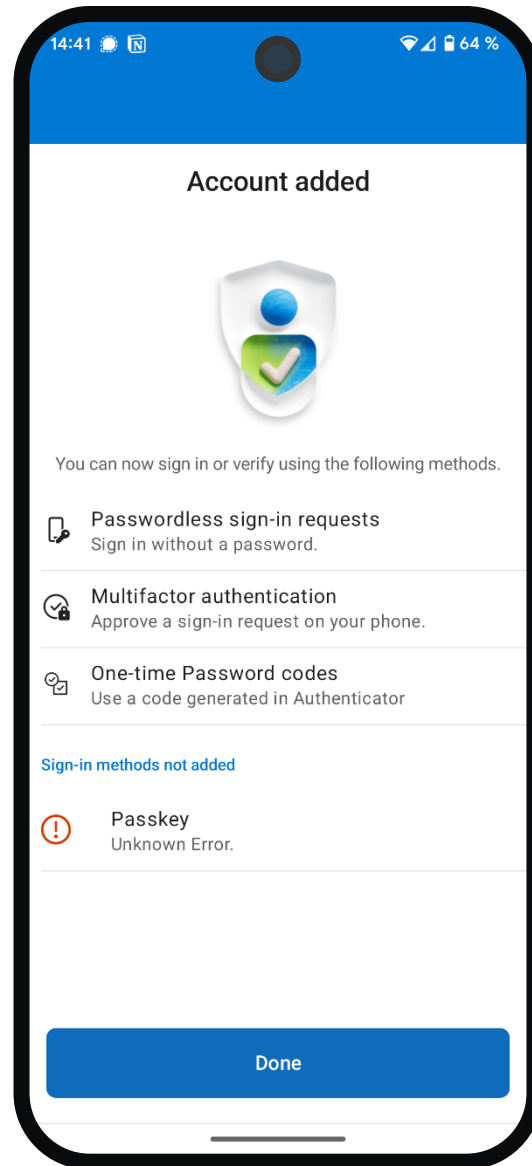 14:41
64 %
Account added
You can now sign in or verify using the following methods.
Passwordless sign-in requests
Sign in without a password.
Multifactor authentication
Approve a sign-in request on your phone.
One-time Password codes
Use a code generated in Authenticator
Sign-in methods not added
Passkey
Unknown Error.
Done